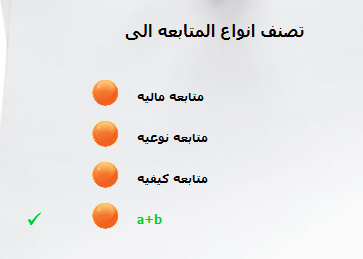 تصنف انواع المتابعه الى
متابعه ماليه
متابعه نوعيه
متابعه كيفيه
a+b